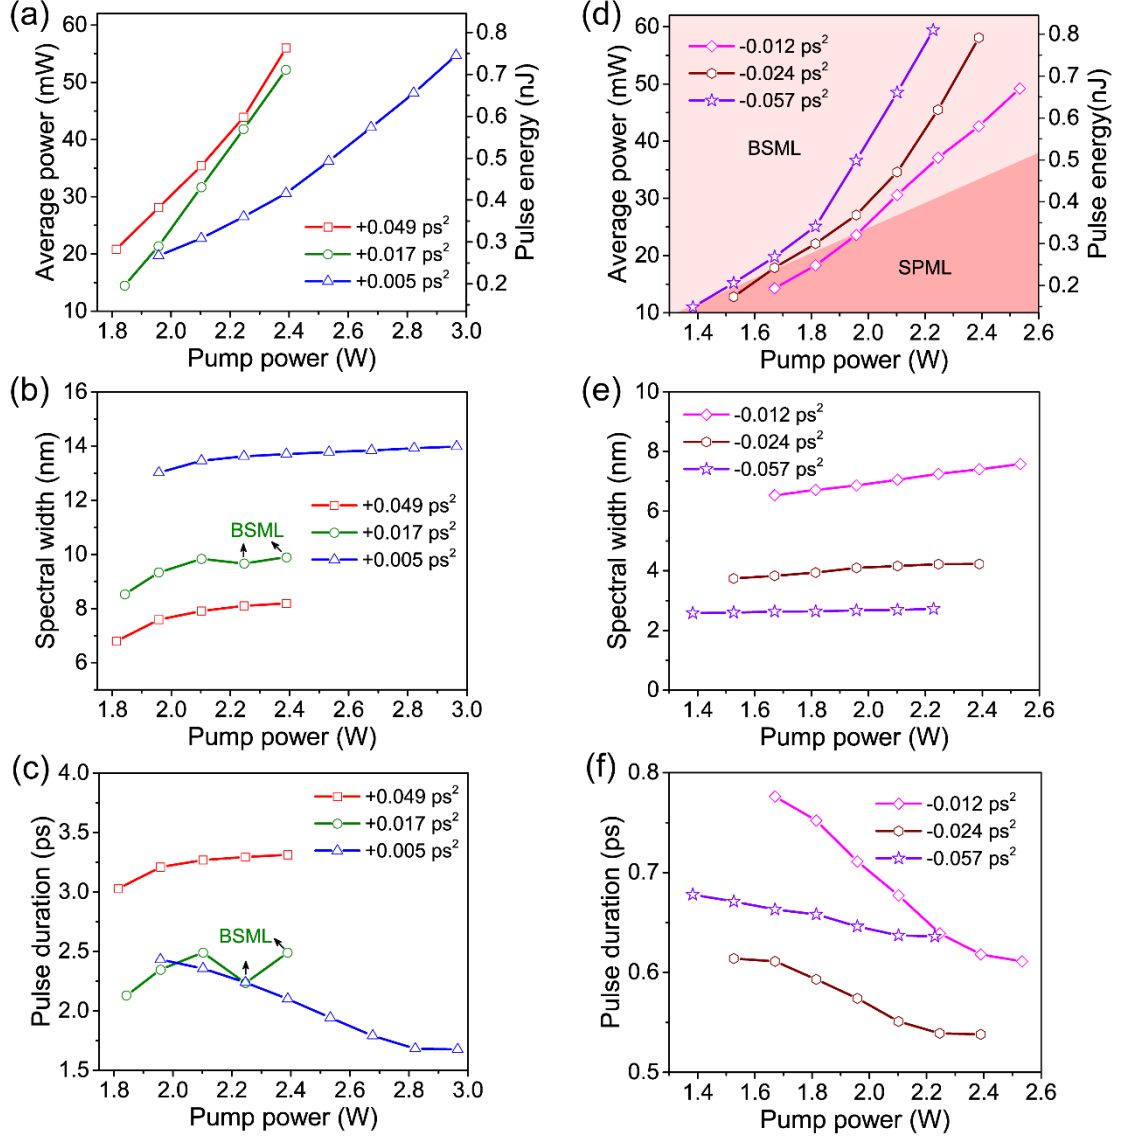 (a)
Average power (mW)
60
50
40
30
20
10
0.8
0.7
0.6
0.5
0.4
0.3
0.2
Pulse energy (nJ)
+0.049 ps²
+0.017 ps²
+0.005 ps²
1.8 2.0 2.2 2.4 2.6 2.8 3.0
Pump power (W)
(d)
Average power (mW)
60
50
40
30
20
10
0.8
0.7
0.6
0.5
0.4
0.3
0.2
Pulse energy(nJ)
-0.012 ps²
-0.024 ps²
-0.057 ps²
BSML
SPML
1.4 1.6 1.8 2.0 2.2 2.4 2.6
Pump power (W)
(b)
Spectral width (nm)
16
14
12
10
8
6
BSML
+0.049 ps²
+0.017 ps²
+0.005 ps²
1.8 2.0 2.2 2.4 2.6 2.8 3.0
Pump power (W)
(e)
Spectral width (nm)
10
8
6
4
2
0
-0.012 ps²
-0.024 ps²
-0.057 ps²
1.4 1.6 1.8 2.0 2.2 2.4 2.6
Pump power (W)
(c)
Pulse duration (ps)
4.0
3.5
3.0
2.5
2.0
1.5
+0.049 ps²
+0.017 ps²
+0.005 ps²
BSML
1.8 2.0 2.2 2.4 2.6 2.8 3.0
Pump power (W)
(f)
Pulse duration (ps)
0.8
0.7
0.6
0.5
-0.012 ps²
-0.024 ps²
-0.057 ps²
1.4 1.6 1.8 2.0 2.2 2.4 2.6
Pump power (W)